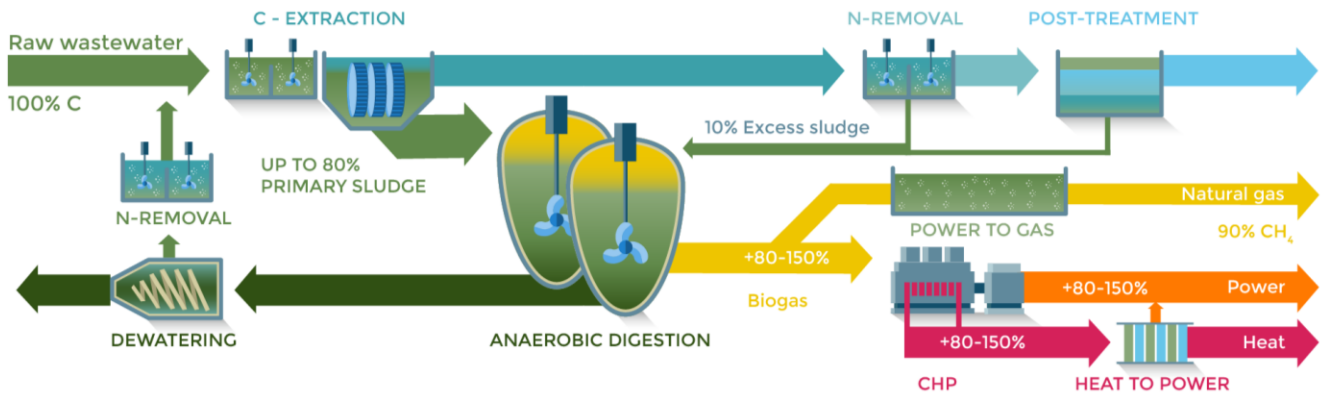 C - EXTRACTION
N-REMOVAL
POST-TREATMENT
Raw wastewater
100% C
10% Excess sludge
UP TO 80%
PRIMARY SLUDGE
N-REMOVAL
Natural gas
POWER TO GAS
90% CH₄
+80-150%
Biogas
+80-150%
Power
DEWATERING
ANAEROBIC DIGESTION
+80-150%
Heat
CHP
HEAT TO POWER